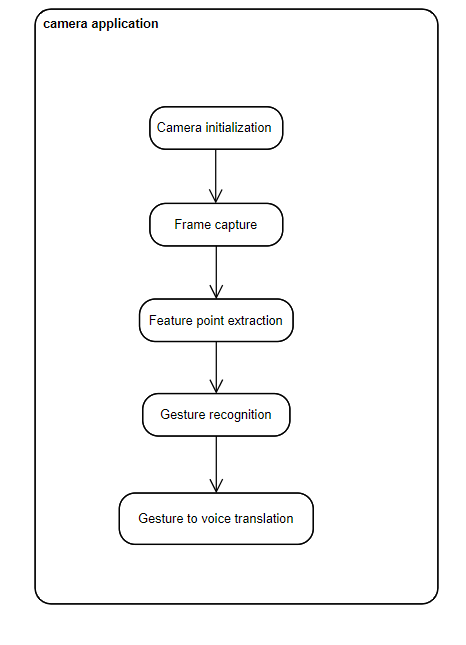 camera application
Camera initialization
Frame capture
Feature point extraction
Gesture recognition
Gesture to voice translation